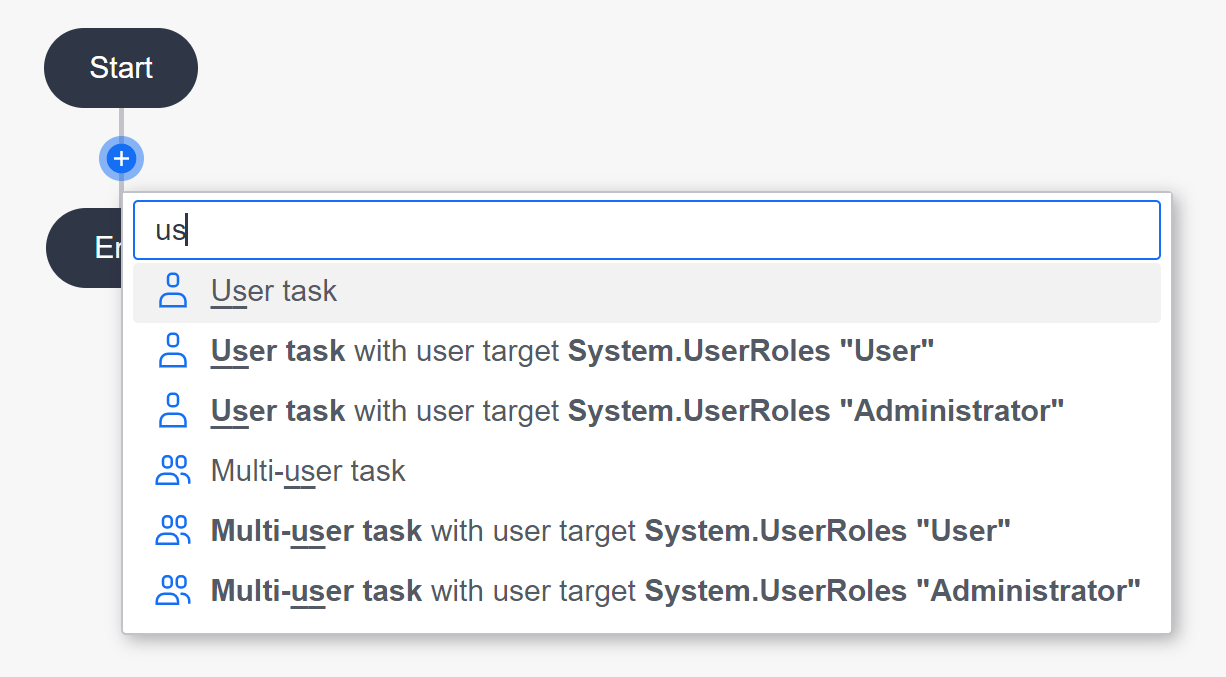 Start
us
User task
User task with user target System.UserRoles "User"
User task with user target System.UserRoles "Administrator"
Multi-user task
Multi-user task with user target System.UserRoles "User"
Multi-user task with user target System.UserRoles "Administrator"